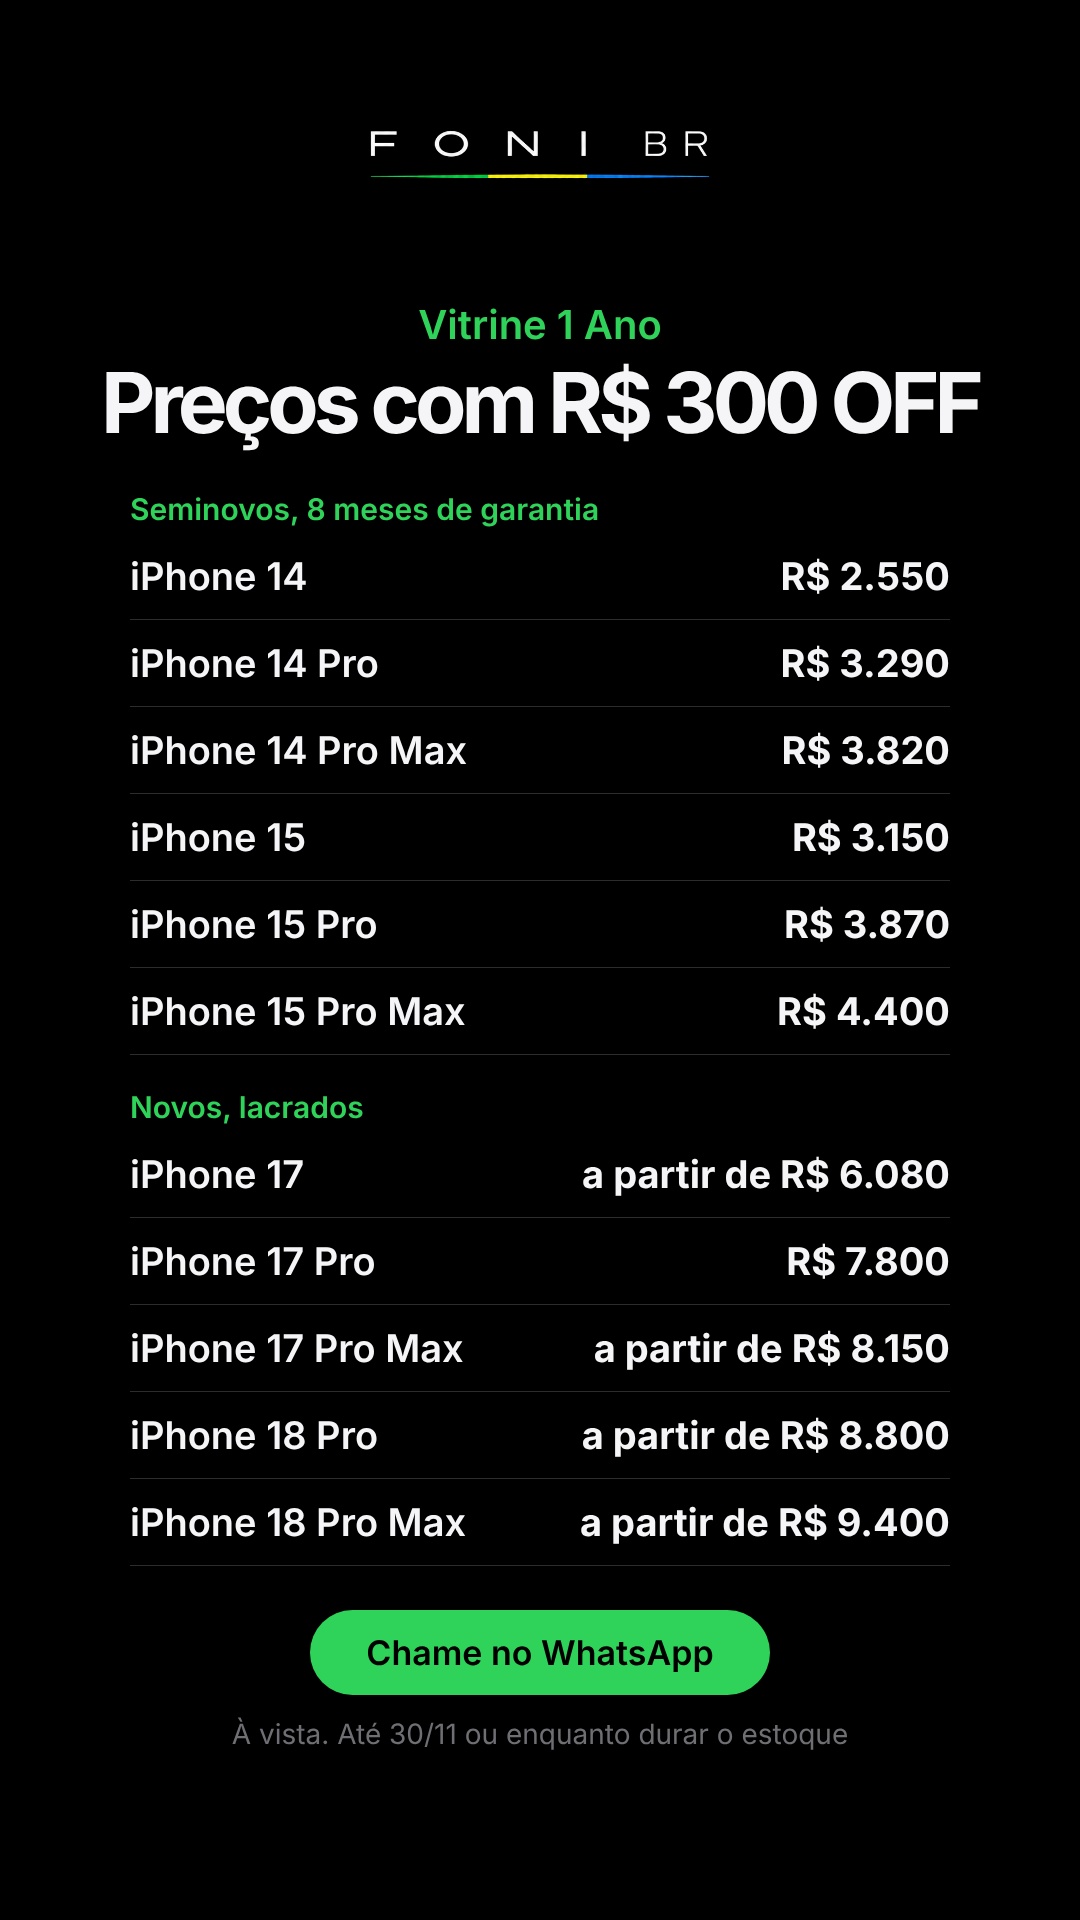 FONI BR
Vitrine 1 Ano
Preços com R$ 300 OFF
Seminovos, 8 meses de garantia
iPhone 14 R$ 2.550
iPhone 14 Pro R$ 3.290
iPhone 14 Pro Max R$ 3.820
iPhone 15 R$ 3.150
iPhone 15 Pro R$ 3.870
iPhone 15 Pro Max R$ 4.400
Novos, lacrados
iPhone 17 a partir de R$ 6.080
iPhone 17 Pro R$ 7.800
iPhone 17 Pro Max a partir de R$ 8.150
iPhone 18 Pro a partir de R$ 8.800
iPhone 18 Pro Max a partir de R$ 9.400
Chame no WhatsApp
À vista. Até 30/11 ou enquanto durar o estoque